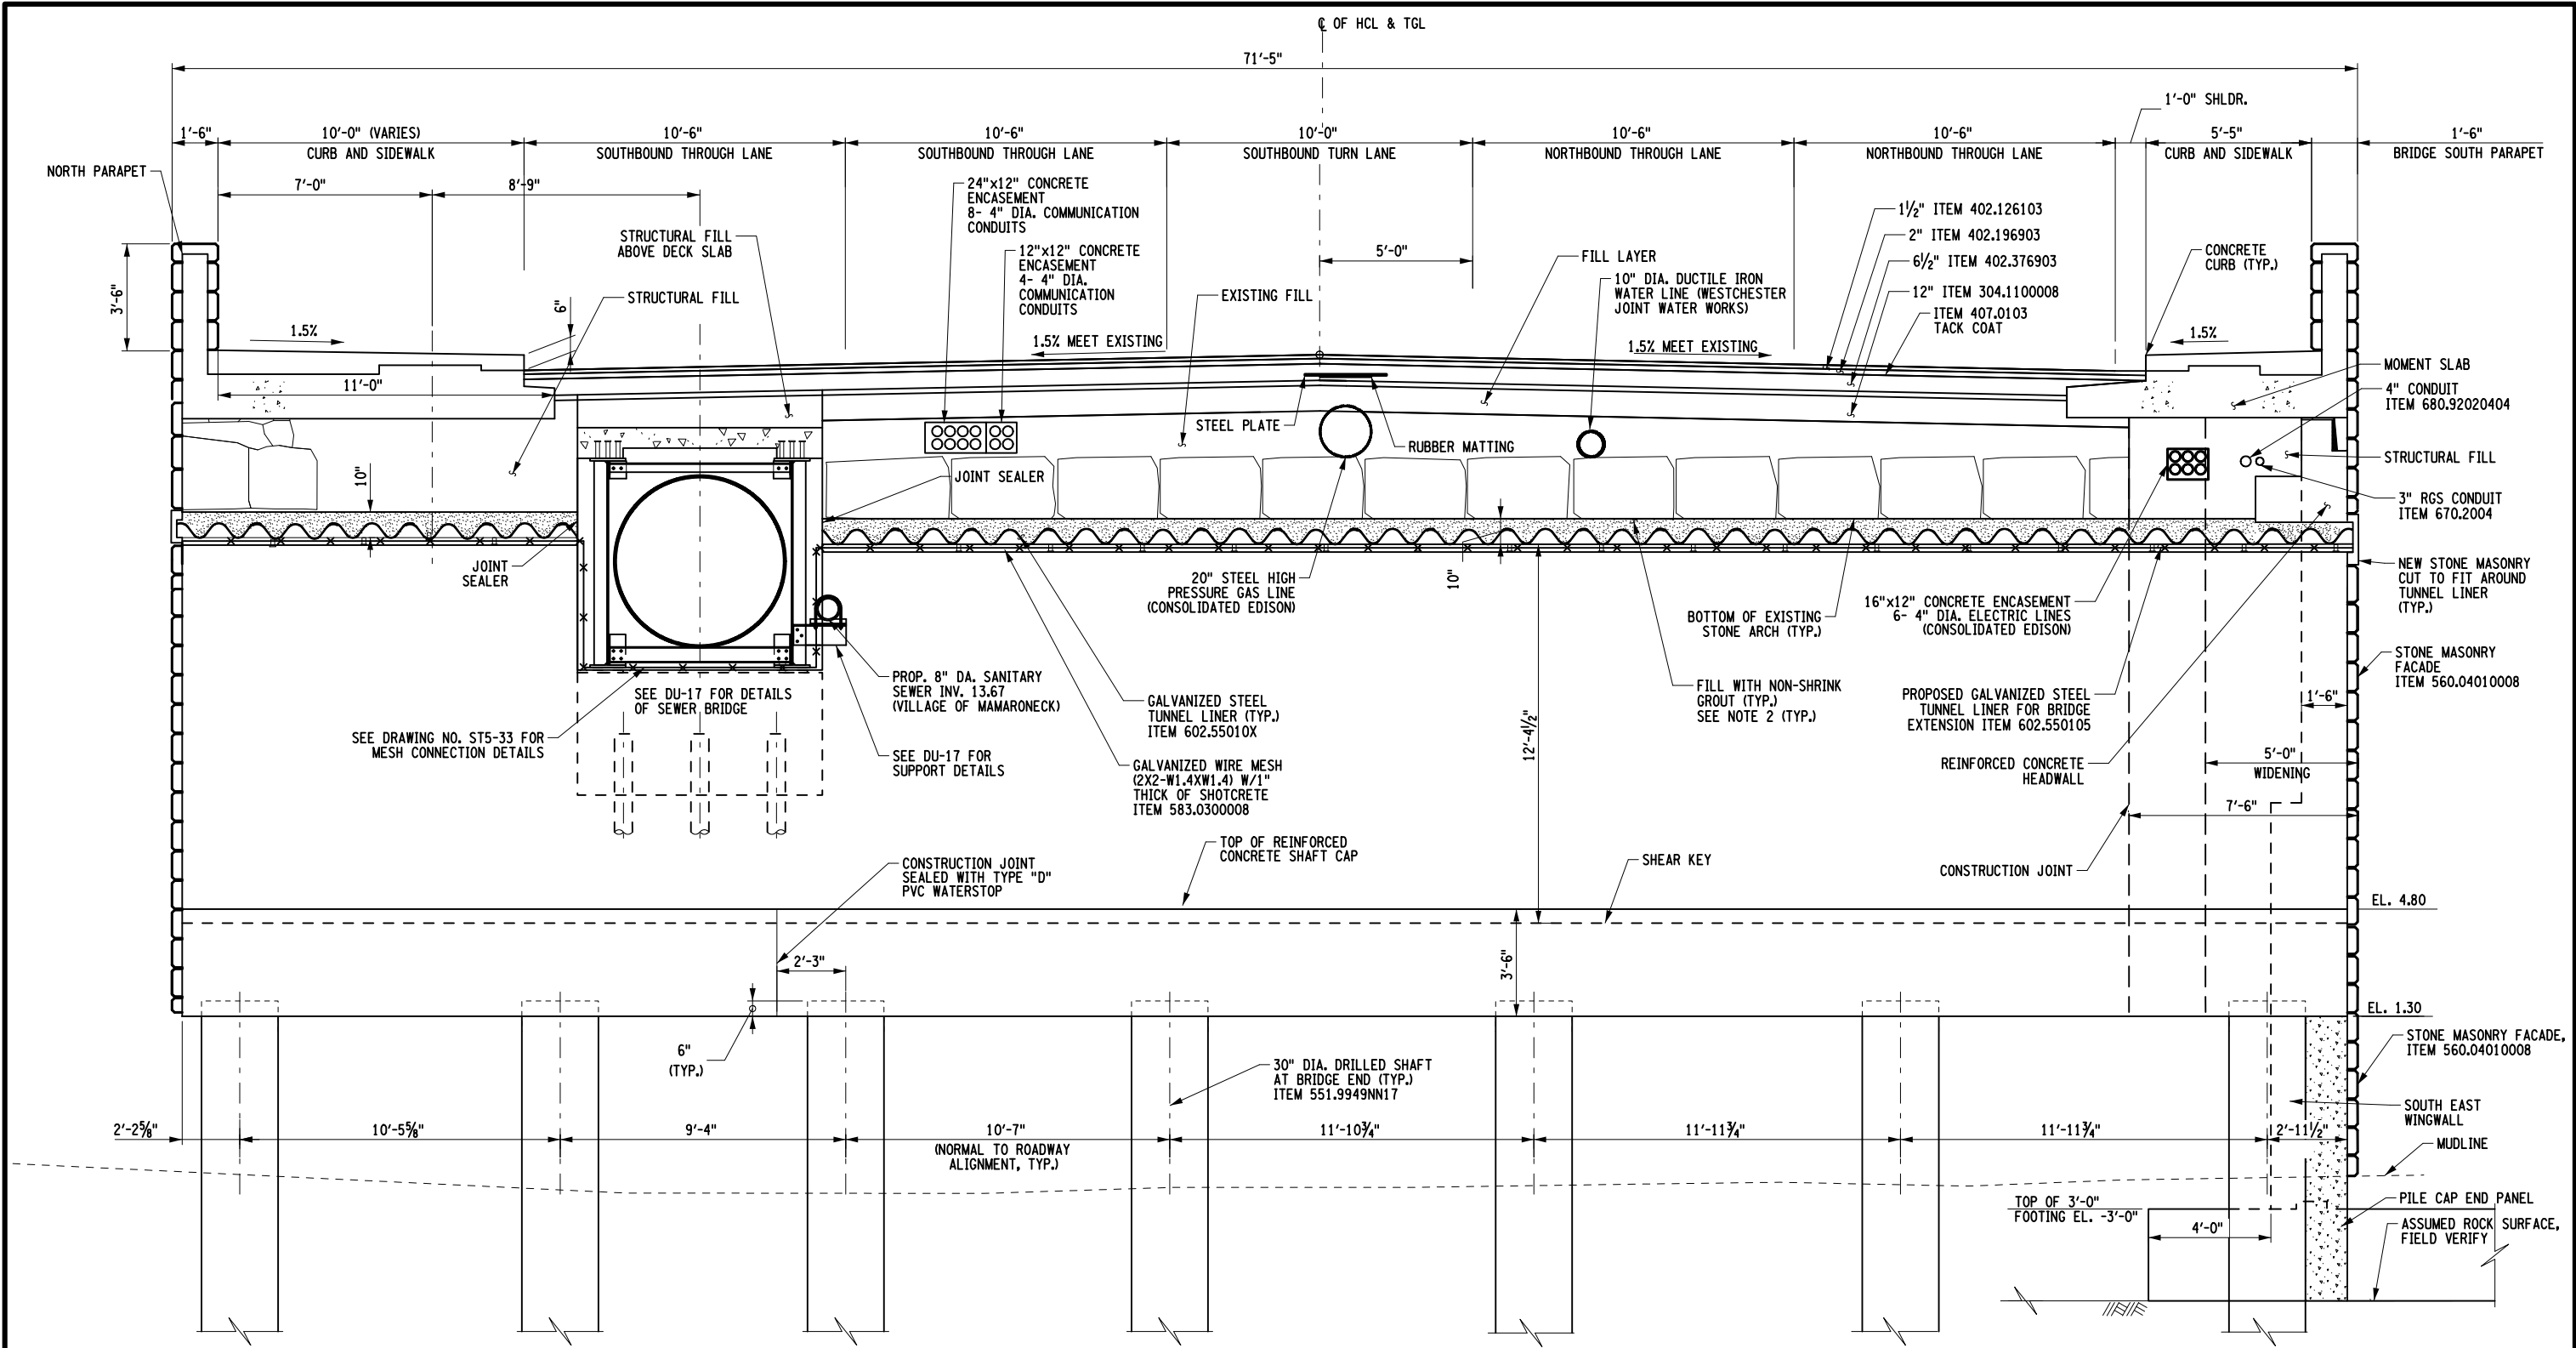 ℄ OF HCL & TGL
71'-5"
1'-0" SHLDR.
1'-6"
10'-0" (VARIES)
CURB AND SIDEWALK
10'-6"
SOUTHBOUND THROUGH LANE
10'-6"
SOUTHBOUND THROUGH LANE
10'-0"
SOUTHBOUND TURN LANE
10'-6"
NORTHBOUND THROUGH LANE
10'-6"
NORTHBOUND THROUGH LANE
5'-5"
CURB AND SIDEWALK
1'-6"
BRIDGE SOUTH PARAPET
NORTH PARAPET
7'-0"
8'-9"
24"x12" CONCRETE
ENCASEMENT
8- 4" DIA. COMMUNICATION
CONDUITS
12"x12" CONCRETE
ENCASEMENT
4- 4" DIA.
COMMUNICATION
CONDUITS
STRUCTURAL FILL
ABOVE DECK SLAB
STRUCTURAL FILL
3'-6"
6"
1.5%
11'-0"
EXISTING FILL
1.5% MEET EXISTING
5'-0"
FILL LAYER
10" DIA. DUCTILE IRON
WATER LINE (WESTCHESTER
JOINT WATER WORKS)
1.5% MEET EXISTING
1½" ITEM 402.126103
2" ITEM 402.196903
6½" ITEM 402.376903
12" ITEM 304.1100008
ITEM 407.0103
TACK COAT
CONCRETE
CURB (TYP.)
1.5%
MOMENT SLAB
4" CONDUIT
ITEM 680.92020404
STRUCTURAL FILL
3" RGS CONDUIT
ITEM 670.2004
STEEL PLATE
RUBBER MATTING
JOINT SEALER
10"
JOINT
SEALER
20" STEEL HIGH
PRESSURE GAS LINE
(CONSOLIDATED EDISON)
10"
BOTTOM OF EXISTING
STONE ARCH (TYP.)
16"x12" CONCRETE ENCASEMENT
6- 4" DIA. ELECTRIC LINES
(CONSOLIDATED EDISON)
NEW STONE MASONRY
CUT TO FIT AROUND
TUNNEL LINER
(TYP.)
STONE MASONRY
FACADE
ITEM 560.04010008
SEE DU-17 FOR DETAILS
OF SEWER BRIDGE
PROP. 8" DA. SANITARY
SEWER INV. 13.67
(VILLAGE OF MAMARONECK)
GALVANIZED STEEL
TUNNEL LINER (TYP.)
ITEM 602.55010X
FILL WITH NON-SHRINK
GROUT (TYP.)
SEE NOTE 2 (TYP.)
PROPOSED GALVANIZED STEEL
TUNNEL LINER FOR BRIDGE
EXTENSION ITEM 602.550105
1'-6"
SEE DRAWING NO. ST5-33 FOR
MESH CONNECTION DETAILS
SEE DU-17 FOR
SUPPORT DETAILS
GALVANIZED WIRE MESH
(2X2-W1.4XW1.4) W/1"
THICK OF SHOTCRETE
ITEM 583.0300008
12'-4½"
REINFORCED CONCRETE
HEADWALL
5'-0"
WIDENING
7'-6"
CONSTRUCTION JOINT
SEALED WITH TYPE "D"
PVC WATERSTOP
TOP OF REINFORCED
CONCRETE SHAFT CAP
SHEAR KEY
CONSTRUCTION JOINT
EL. 4.80
2'-3"
3'-6"
EL. 1.30
6"
(TYP.)
30" DIA. DRILLED SHAFT
AT BRIDGE END (TYP.)
ITEM 551.9949NN17
STONE MASONRY FACADE,
ITEM 560.04010008
SOUTH EAST
WINGWALL
2'-2⅝"
10'-5⅝"
9'-4"
10'-7"
(NORMAL TO ROADWAY
ALIGNMENT, TYP.)
11'-10¾"
11'-11¾"
11'-11¾"
2'-11½"
MUDLINE
TOP OF 3'-0"
FOOTING EL. -3'-0"
4'-0"
PILE CAP END PANEL
ASSUMED ROCK SURFACE,
FIELD VERIFY